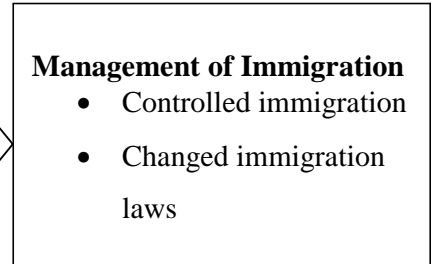 Management of Immigration
• Controlled immigration
• Changed immigration
laws